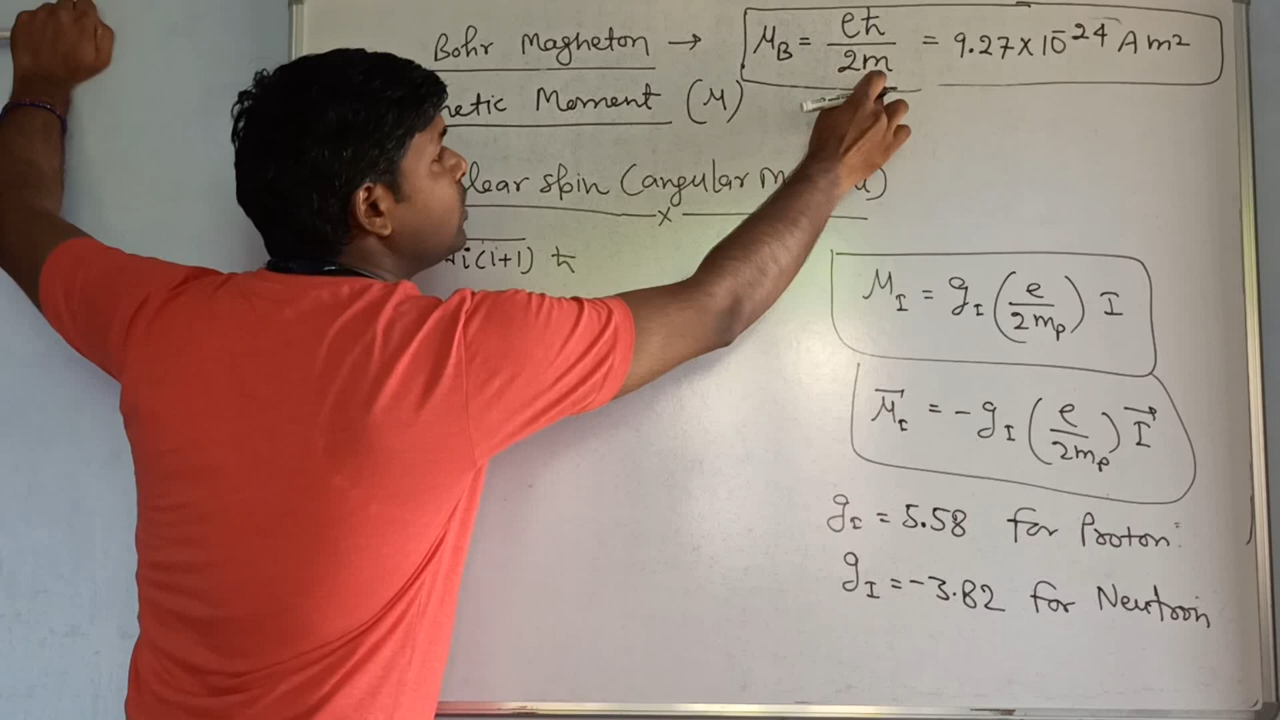 Bohr Magneton → μB = eħ/2m = 9.27×10⁻²⁴ A m²
netic Moment (μ)
lear spin (angular
i(i+1) ħ
μI = gI (e/2mp) I
μI = -gI (e/2mp) I
gI = 5.58 for Proton
gI = -3.82 for Neutron